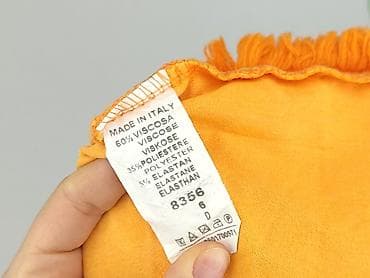 MADE IN ITALY
60% VISCOSA
VISCOSE
VISKOSE
35% POLIESTERE
POLYESTER
5% ELASTAN
ELASTANE
ELASTHAN
8356
6
D